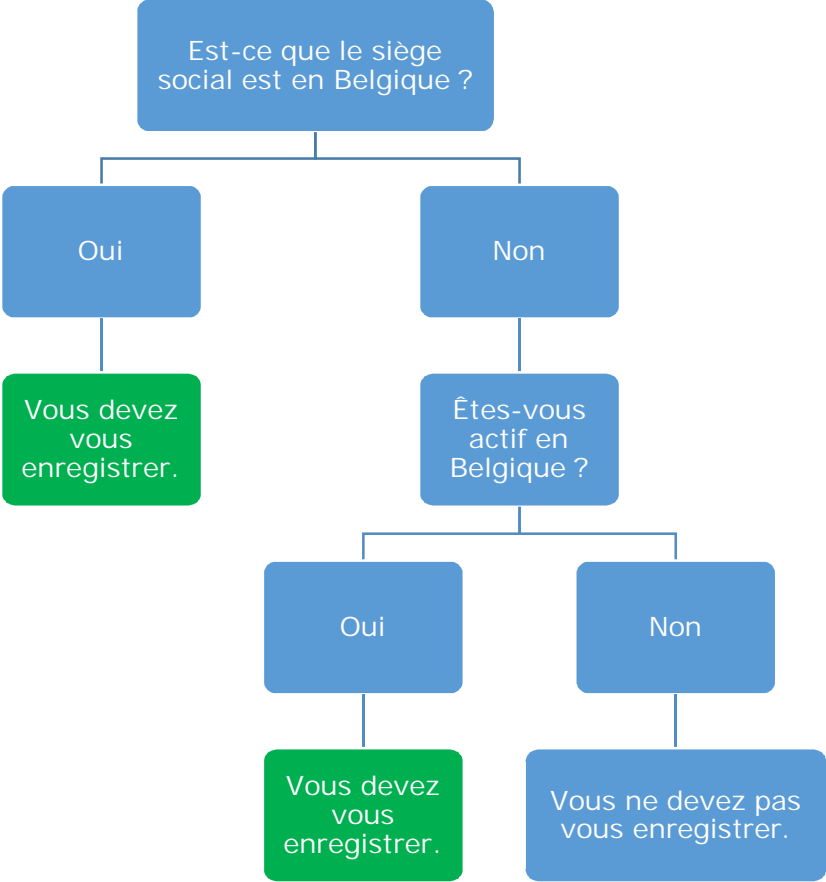 Est-ce que le siège
social est en Belgique ?
Oui
Non
Vous devez
vous
enregistrer.
Êtes-vous
actif en
Belgique ?
Oui
Non
Vous devez
vous
enregistrer.
Vous ne devez pas
vous enregistrer.